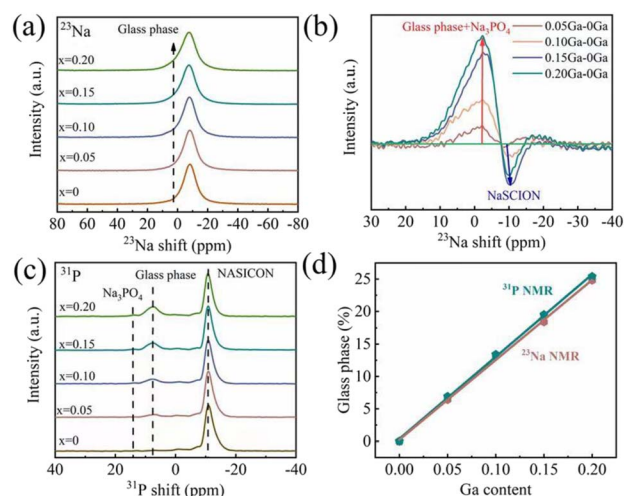 (a)
²³Na
Glass phase
x=0.20
x=0.15
x=0.10
x=0.05
x=0
Intensity (a.u.)
80 60 40 20 0 -20 -40 -60 -80
²³Na shift (ppm)
(b)
Glass phase+Na₃PO₄
0.05Ga-0Ga
0.10Ga-0Ga
0.15Ga-0Ga
0.20Ga-0Ga
NaSCION
Intensity (a.u.)
30 20 10 0 -10 -20 -30 -40
²³Na shift (ppm)
(c)
³¹P
Na₃PO₄
Glass phase
NASICON
x=0.20
x=0.15
x=0.10
x=0.05
x=0
Intensity (a.u.)
40 20 0 -20 -40
³¹P shift (ppm)
(d)
³¹P NMR
²³Na NMR
Glass phase (%)
25
20
15
10
5
0
0.00 0.05 0.10 0.15 0.20
Ga content